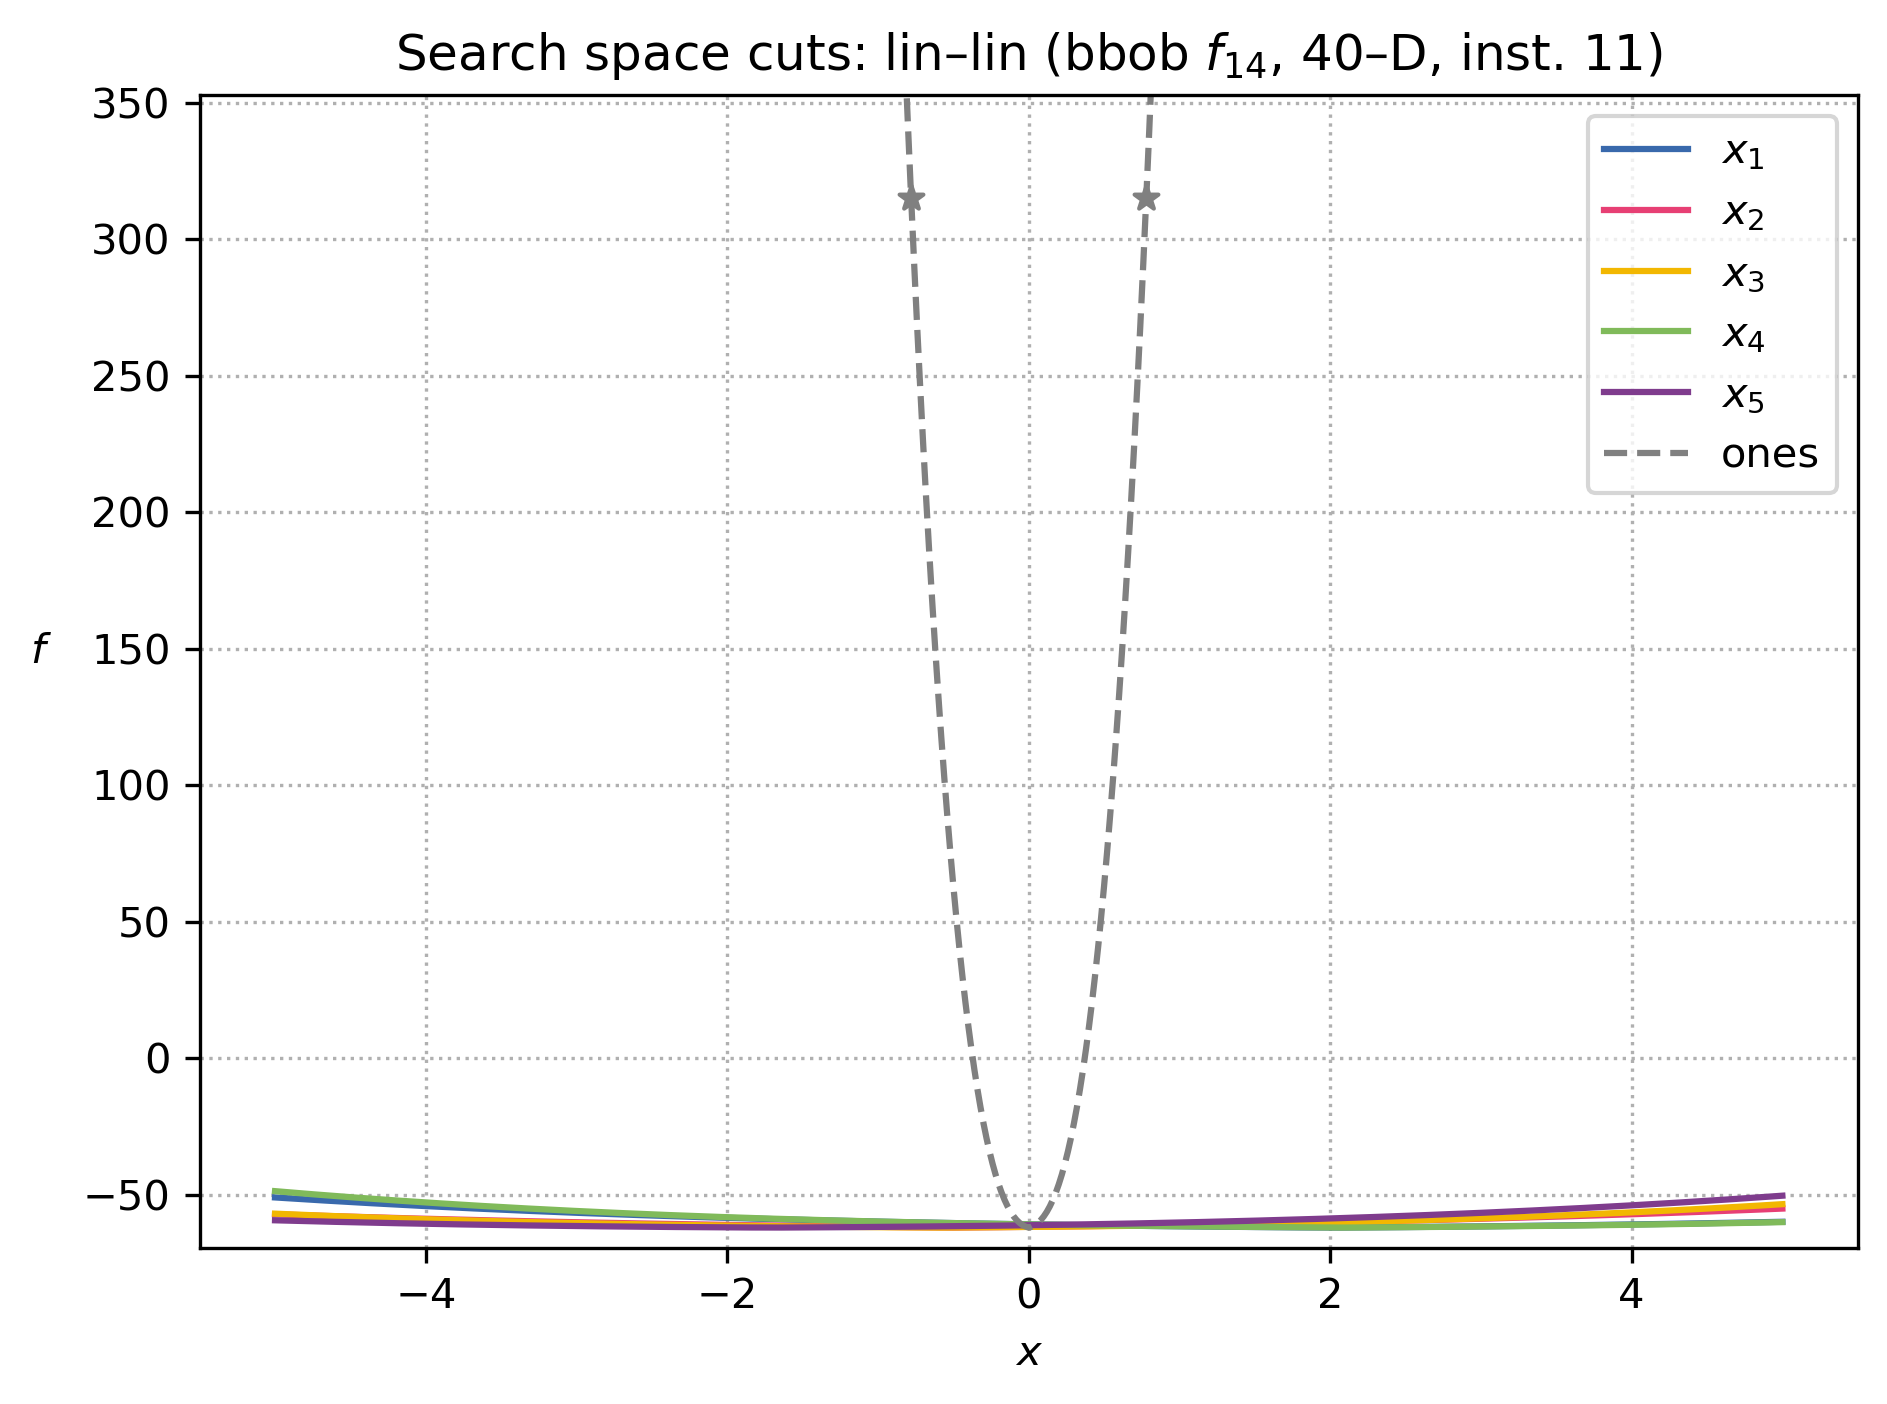 Search space cuts: lin–lin (bbob f₁₄, 40–D, inst. 11)
350
300
250
200
150
100
50
0
−50
f
x₁
x₂
x₃
x₄
x₅
ones
−4 −2 0 2 4
x